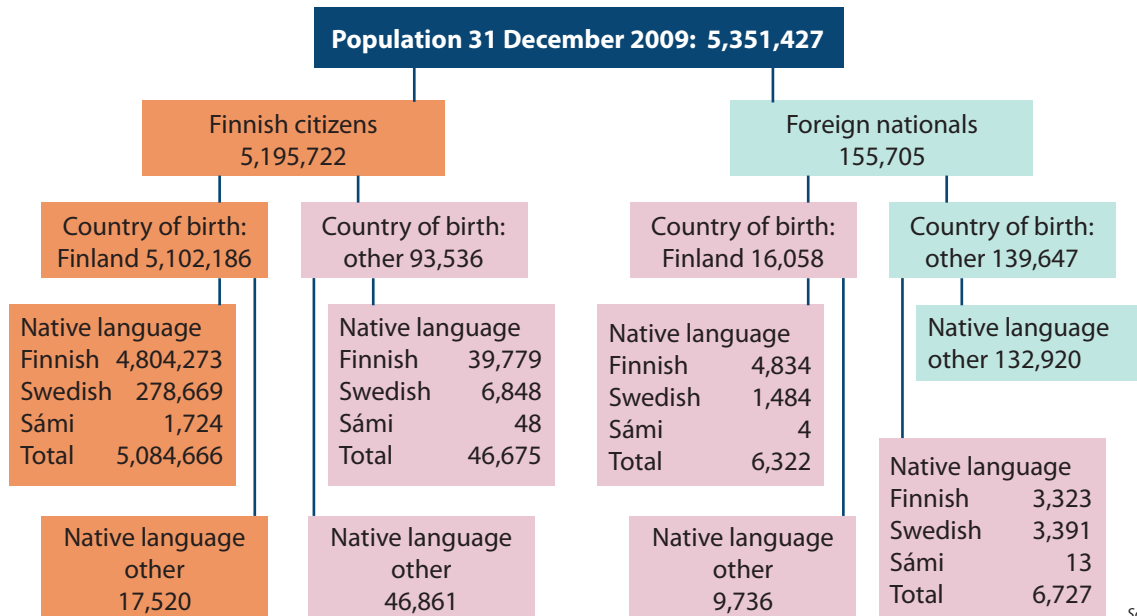 Population 31 December 2009: 5,351,427
Finnish citizens
5,195,722
Foreign nationals
155,705
Country of birth:
Finland 5,102,186
Country of birth:
other 93,536
Country of birth:
Finland 16,058
Country of birth:
other 139,647
Native language
Finnish 4,804,273
Swedish 278,669
Sámi 1,724
Total 5,084,666
Native language
Finnish 39,779
Swedish 6,848
Sámi 48
Total 46,675
Native language
Finnish 4,834
Swedish 1,484
Sámi 4
Total 6,322
Native language
other 132,920
Native language
Finnish 3,323
Swedish 3,391
Sámi 13
Total 6,727
Native language
other
17,520
Native language
other
46,861
Native language
other
9,736